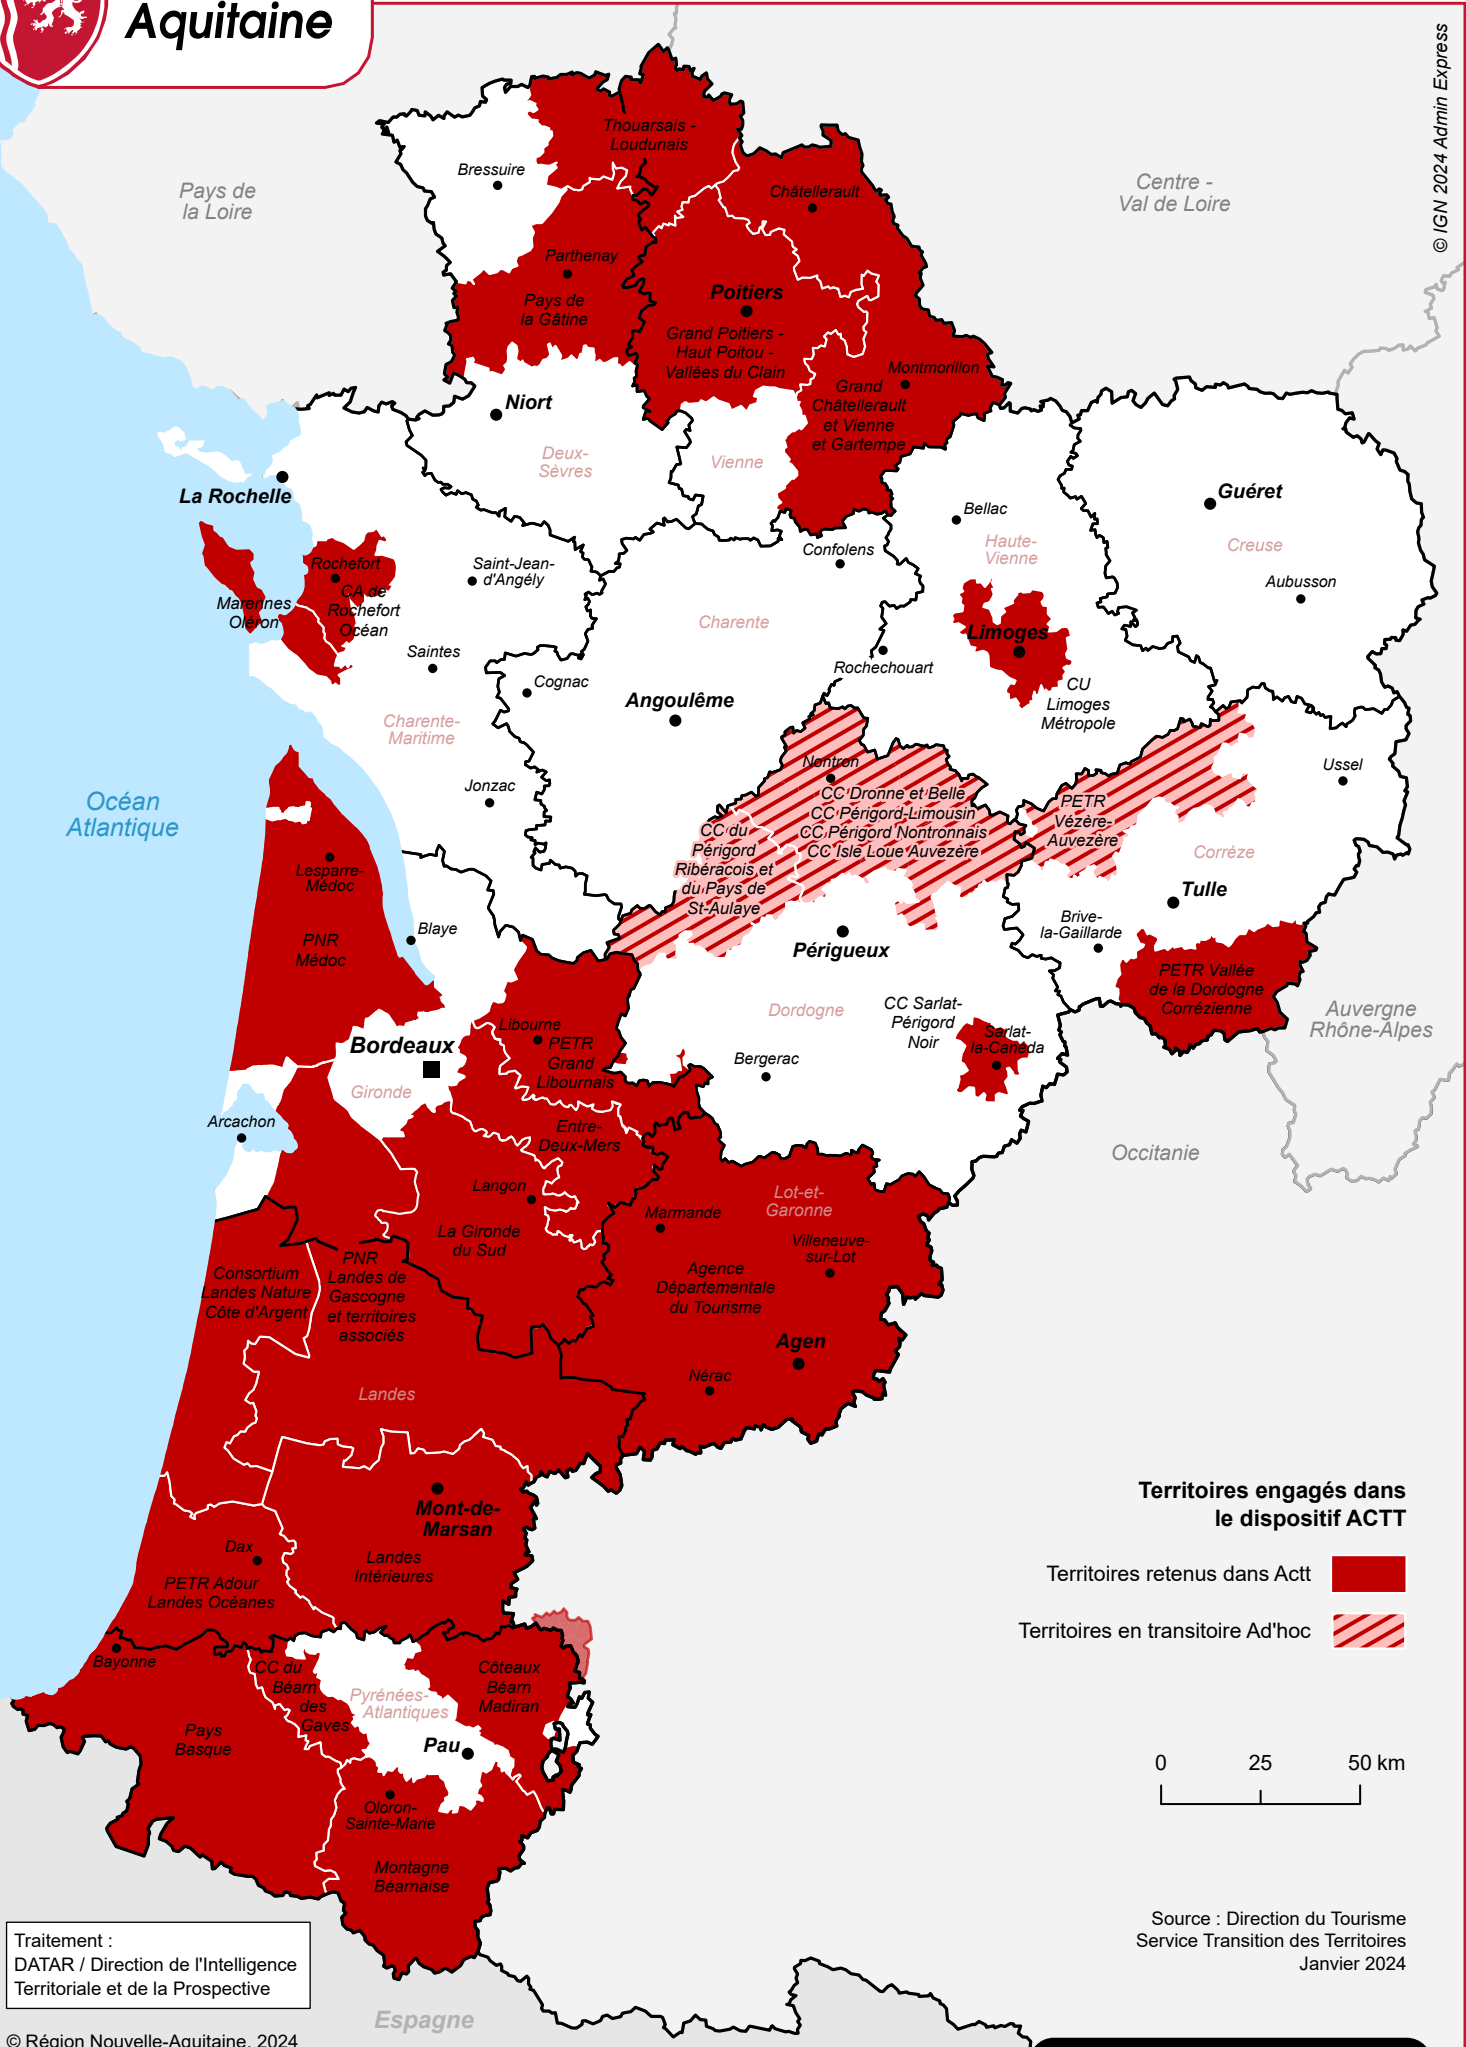 Aquitaine
© IGN 2024 Admin Express
Pays de
la Loire
Centre -
Val de Loire
Thouarsais -
Loudunais
Bressuire
Châtellerault
Parthenay
Pays de
la Gâtine
Poitiers
Grand Poitiers -
Haut Poitou -
Vallées du Clain
Montmorillon
Grand
Châtellerault
et Vienne
et Gartempe
Niort
Deux-
Sèvres
Vienne
La Rochelle
Bellac
Haute-
Vienne
Guéret
Creuse
Aubusson
Confolens
Rochefort
CA de
Rochefort
Océan
Marennes
Oléron
Saint-Jean-
d'Angély
Charente
Limoges
CU
Limoges
Métropole
Rochechouart
Saintes
Cognac
Angoulême
Charente-
Maritime
Jonzac
Océan
Atlantique
Nontron
CC Dronne et Belle
CC Périgord-Limousin
CC Périgord Nontronnais
CC Isle Loue Auvezère
CC du
Périgord
Ribéracois et
du Pays de
St-Aulaye
PETR
Vézère-
Auvezère
Ussel
Corrèze
Tulle
Brive-
la-Gaillarde
PETR Vallée
de la Dordogne
Corrézienne
Lesparre-
Médoc
PNR
Médoc
Blaye
Périgueux
Dordogne
CC Sarlat-
Périgord
Noir
Sarlat-
la-Canéda
Auvergne
Rhône-Alpes
Libourne
PETR
Grand
Libournais
Bordeaux
Gironde
Bergerac
Arcachon
Entre-
Deux-Mers
Occitanie
Langon
La Gironde
du Sud
Marmande
Lot-et-
Garonne
Villeneuve-
sur-Lot
Agence
Départementale
du Tourisme
Agen
Nérac
Consortium
Landes Nature
Côte d'Argent
PNR
Landes de
Gascogne
et territoires
associés
Landes
Mont-de-
Marsan
Landes
Intérieures
Dax
PETR Adour
Landes Océanes
Territoires engagés dans
le dispositif ACTT
Territoires retenus dans Actt
Territoires en transitoire Ad'hoc
Bayonne
CC du
Béarn
des
Gaves
Pyrénées-
Atlantiques
Côteaux
Béarn
Madiran
Pays
Basque
Pau
Oloron-
Sainte-Marie
Montagne
Béarnaise
0 25 50 km
Source : Direction du Tourisme
Service Transition des Territoires
Janvier 2024
Traitement :
DATAR / Direction de l'Intelligence
Territoriale et de la Prospective
Espagne
© Région Nouvelle-Aquitaine, 2024